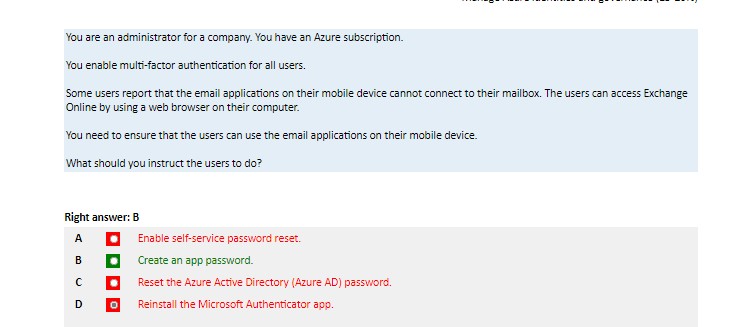 You are an administrator for a company. You have an Azure subscription.
You enable multi-factor authentication for all users.
Some users report that the email applications on their mobile device cannot connect to their mailbox. The users can access Exchange
Online by using a web browser on their computer.
You need to ensure that the users can use the email applications on their mobile device.
What should you instruct the users to do?
Right answer: B
A Enable self-service password reset.
B Create an app password.
C Reset the Azure Active Directory (Azure AD) password.
D Reinstall the Microsoft Authenticator app.